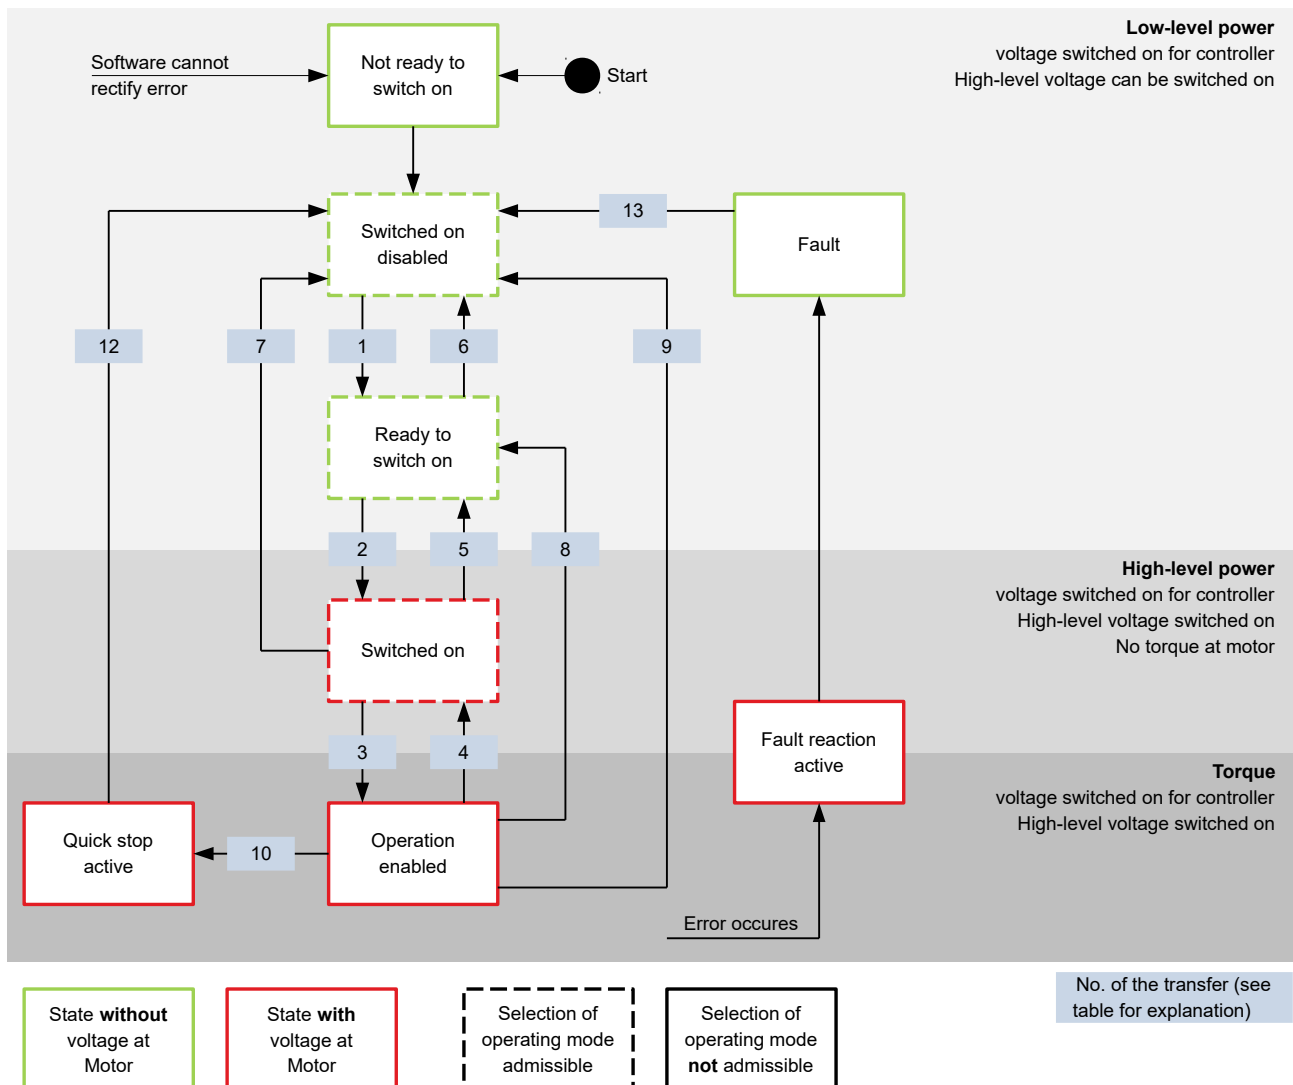 Low-level power
voltage switched on for controller
High-level voltage can be switched on
Software cannot
rectify error
Not ready to
switch on
Start
Switched on
disabled
13
Fault
12
7
1
6
9
Ready to
switch on
2
5
8
High-level power
voltage switched on for controller
High-level voltage switched on
No torque at motor
Switched on
3
4
Fault reaction
active
Torque
voltage switched on for controller
High-level voltage switched on
Quick stop
active
10
Operation
enabled
Error occures
State without
voltage at
Motor
State with
voltage at
Motor
Selection of
operating mode
admissible
Selection of
operating mode
not admissible
No. of the transfer (see
table for explanation)